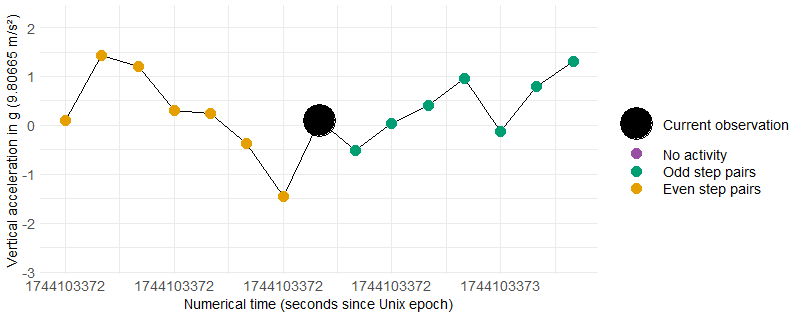 Vertical acceleration in g (9.80665 m/s²)
2
1
0
-1
-2
-3
1744103372 1744103372 1744103372 1744103372 1744103373
Numerical time (seconds since Unix epoch)
Current observation
No activity
Odd step pairs
Even step pairs